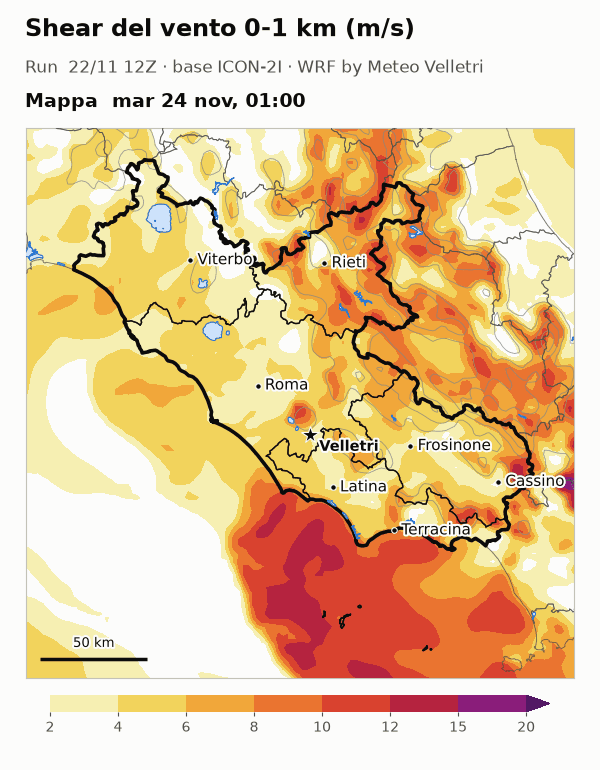 Shear del vento 0-1 km (m/s)
Run  22/11 12Z · base ICON-2I · WRF by Meteo Velletri
Mappa  mar 24 nov, 01:00
Viterbo
Rieti
Roma
Velletri
Frosinone
Cassino
Latina
Terracina
50 km
2 4 6 8 10 12 15 20